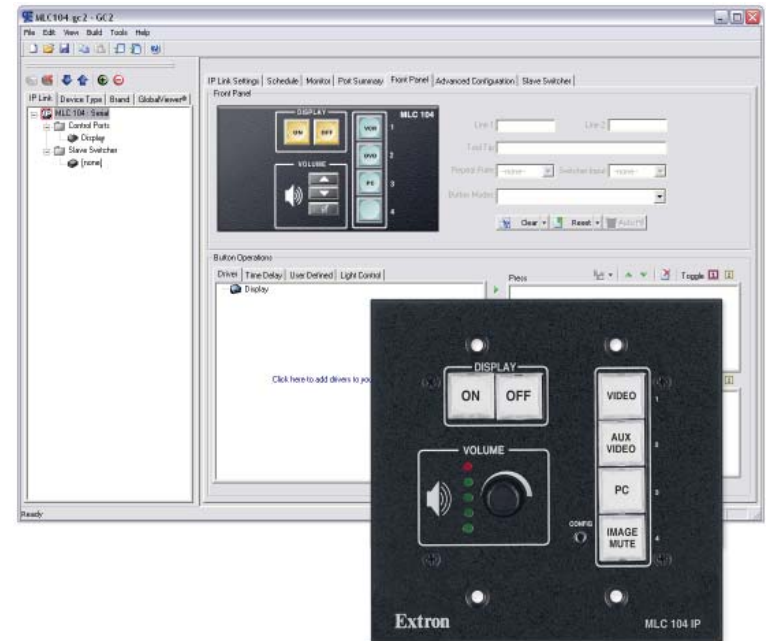 MLC104.gc2 - GC2
File Edit View Build Tools Help
IP Link Settings Schedule Monitor Port Summary Front Panel Advanced Configuration Slave Switcher
IP Link Device Type Brand GlobalViewer®
MLC 104 - Serial
Control Ports
Display
Slave Switcher
[none]
Front Panel
DISPLAY
ON OFF
VOLUME
MLC 104
VCR 1
DVD 2
PC 3
4
Line 1
Line 2
Tool Tip
Button Modes
Clear
Reset
Button Operations
Driver Time Delay User Defined Light Control
Display
Press
Toggle
Click here to add drivers to you
Ready
DISPLAY
ON OFF
VOLUME
VIDEO 1
AUX VIDEO 2
PC 3
IMAGE MUTE 4
CONFIG
Extron
MLC 104 IP